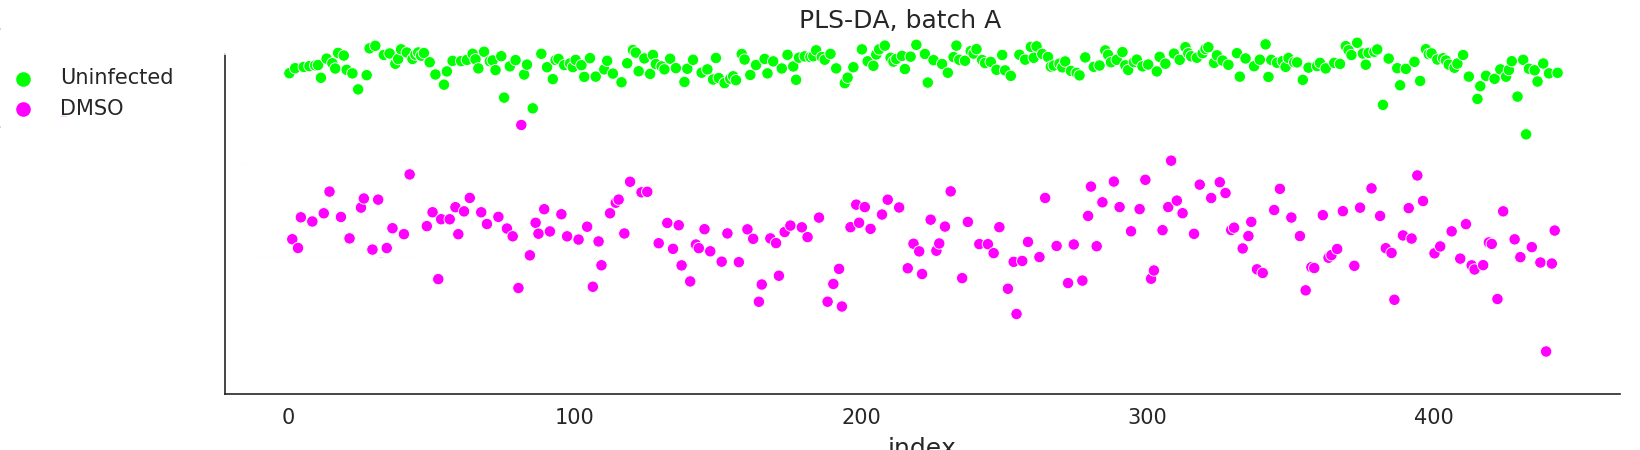 PLS-DA, batch A
Uninfected
DMSO
0 100 200 300 400
index